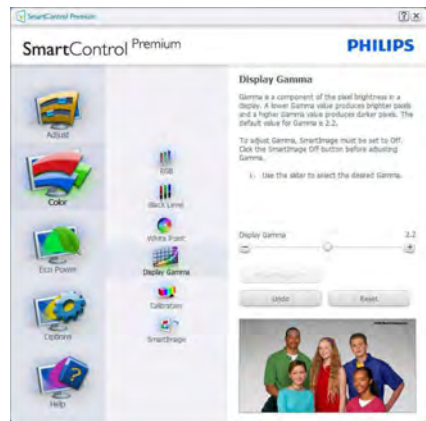 SmartControl Premium
SmartControl Premium
PHILIPS
Adjust
Color
Eco Power
Options
Help
RGB
Black Level
White Point
Display Gamma
Calibration
SmartImage
Display Gamma
Gamma is a component of the pixel brightness in a
display. A lower Gamma value produces brighter pixels
and a higher Gamma value produces darker pixels. The
default value for Gamma is 2.2.
To adjust Gamma, SmartImage must be set to Off.
Click the SmartImage Off button before adjusting
Gamma.
1. Use the slider to select the desired Gamma.
Display Gamma 2.2
Undo Reset